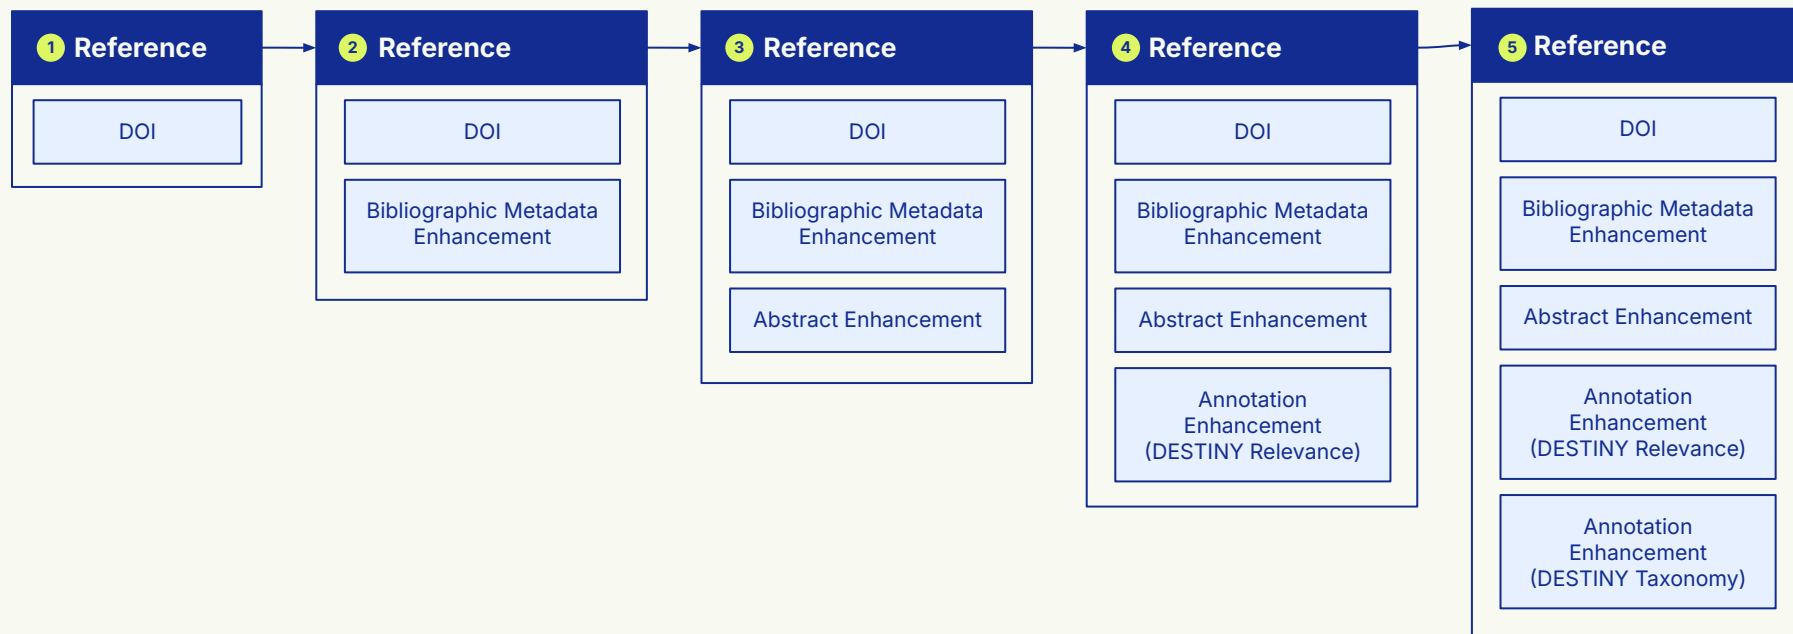 1 Reference
DOI
2 Reference
DOI
Bibliographic Metadata
Enhancement
3 Reference
DOI
Bibliographic Metadata
Enhancement
Abstract Enhancement
4 Reference
DOI
Bibliographic Metadata
Enhancement
Abstract Enhancement
Annotation
Enhancement
(DESTINY Relevance)
5 Reference
DOI
Bibliographic Metadata
Enhancement
Abstract Enhancement
Annotation
Enhancement
(DESTINY Relevance)
Annotation
Enhancement
(DESTINY Taxonomy)